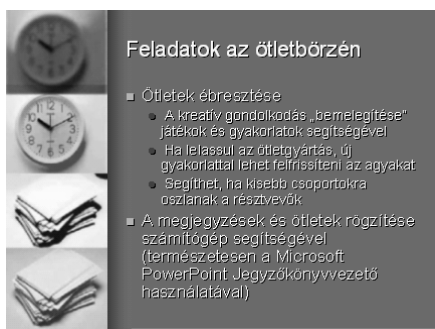 Feladatok az ötletbörzén
Ötletek ébresztése
A kreatív gondolkodás „bemelegítése”
játékok és gyakorlatok segítségével
Ha lelassul az ötletgyártás, új
gyakorlattal lehet felfrissíteni az agyakat
Segíthet, ha kisebb csoportokra
oszlanak a résztvevők
A megjegyzések és ötletek rögzítése
számítógép segítségével
(természetesen a Microsoft
PowerPoint Jegyzőkönyvvezető
használatával)